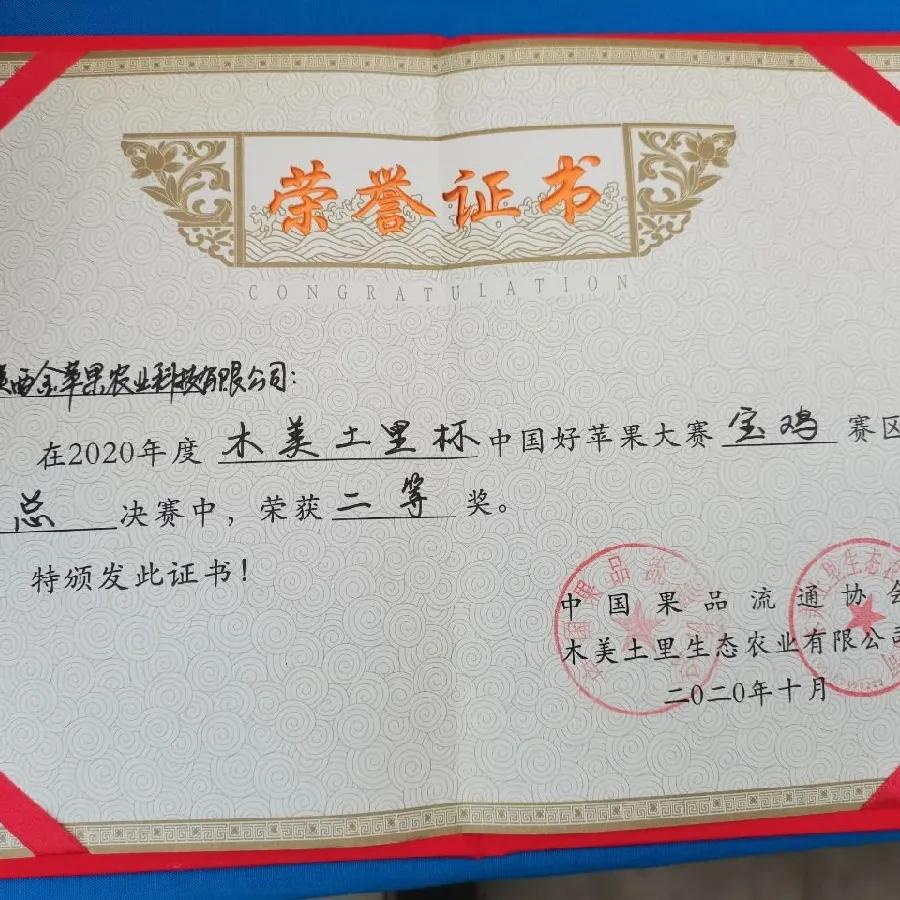 荣誉证书
CONGRATULATION
陕西金苹果农业科技有限公司:
在2020年度 木美土里杯 中国好苹果大赛 宝鸡 赛区
总 决赛中，荣获 二等 奖。
特颁发此证书!
中国果品流通协会
木美土里生态农业有限公司
二〇二〇年十月